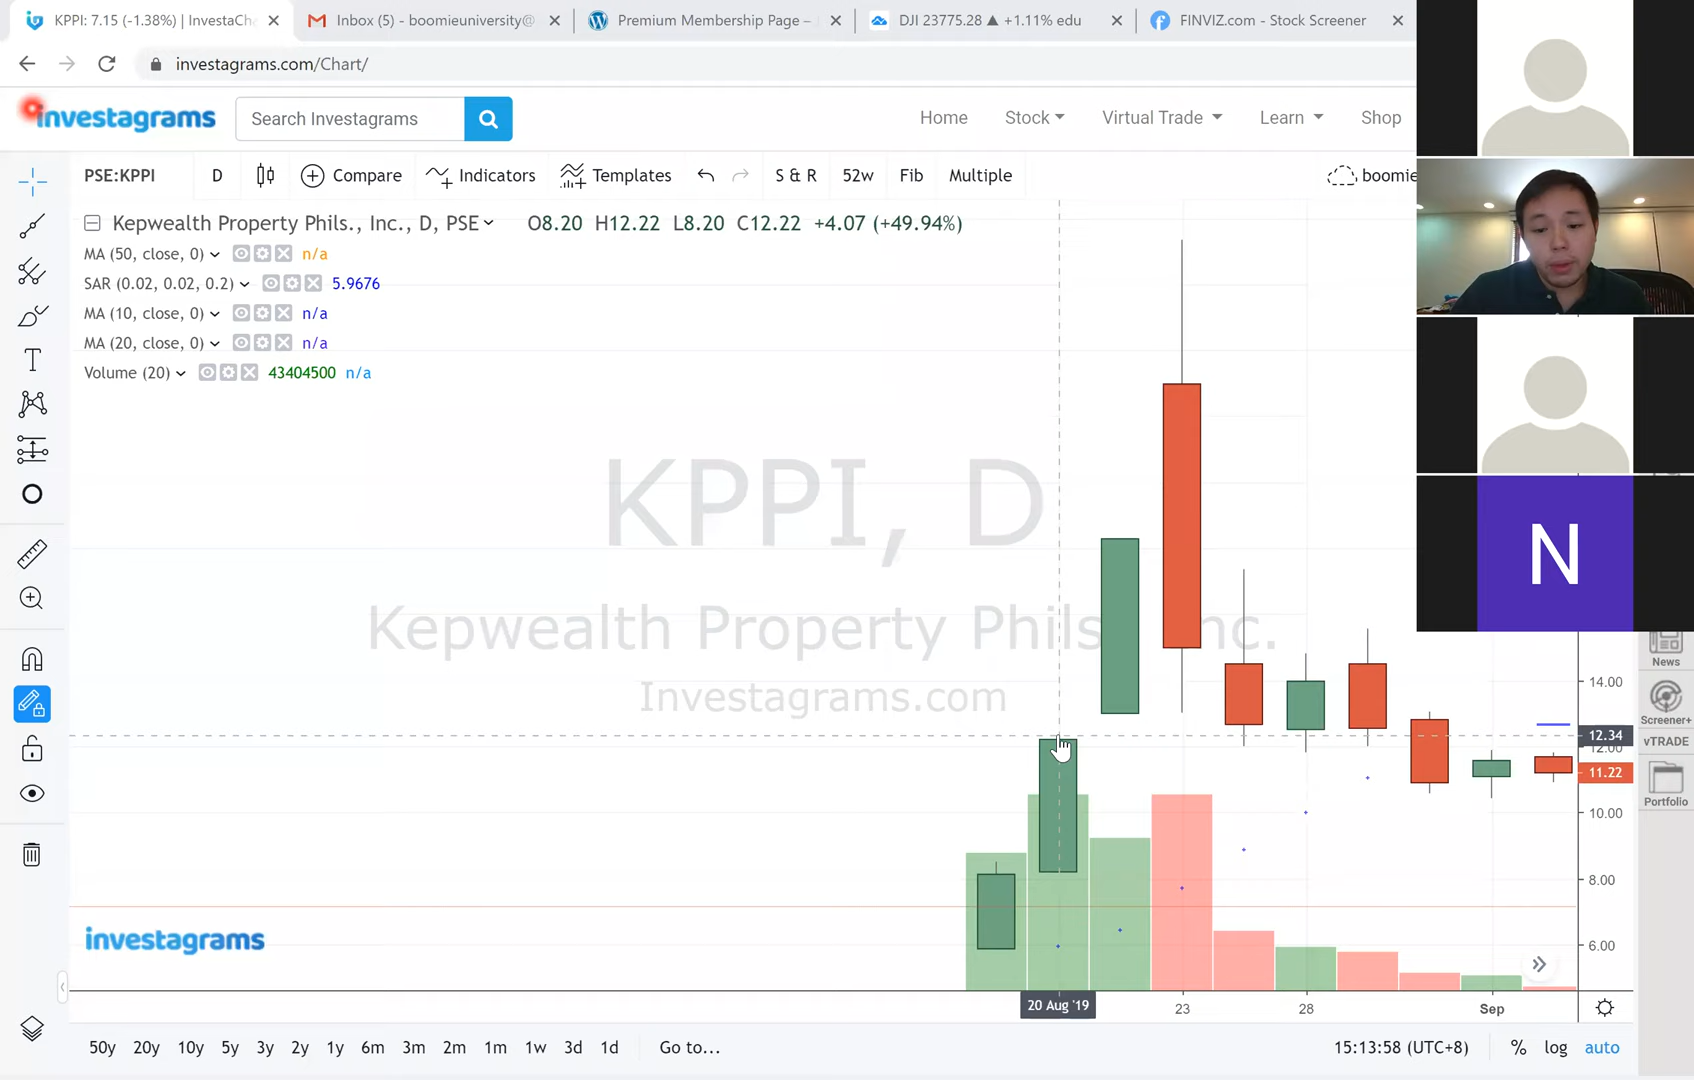 KPPI: 7.15 (-1.38%) | InvestaCh
Inbox (5) - boomieuniversity@
Premium Membership Page –
DJI 23775.28 ▲ +1.11% edu
FINVIZ.com - Stock Screener
investagrams.com/Chart/
investagrams
Search Investagrams
Home
Stock
Virtual Trade
Learn
Shop
PSE:KPPI
D
Compare
Indicators
Templates
S & R
52w
Fib
Multiple
boomie
Kepwealth Property Phils., Inc., D, PSE
O8.20 H12.22 L8.20 C12.22 +4.07 (+49.94%)
MA (50, close, 0) n/a
SAR (0.02, 0.02, 0.2) 5.9676
MA (10, close, 0) n/a
MA (20, close, 0) n/a
Volume (20) 43404500 n/a
KPPI, D
Kepwealth Property Phils nc.
Investagrams.com
N
News
Screener+
vTRADE
Portfolio
14.00
12.34
12.00
11.22
10.00
8.00
6.00
investagrams
20 Aug '19
23
28
Sep
50y
20y
10y
5y
3y
2y
1y
6m
3m
2m
1m
1w
3d
1d
Go to...
15:13:58 (UTC+8)
%
log
auto